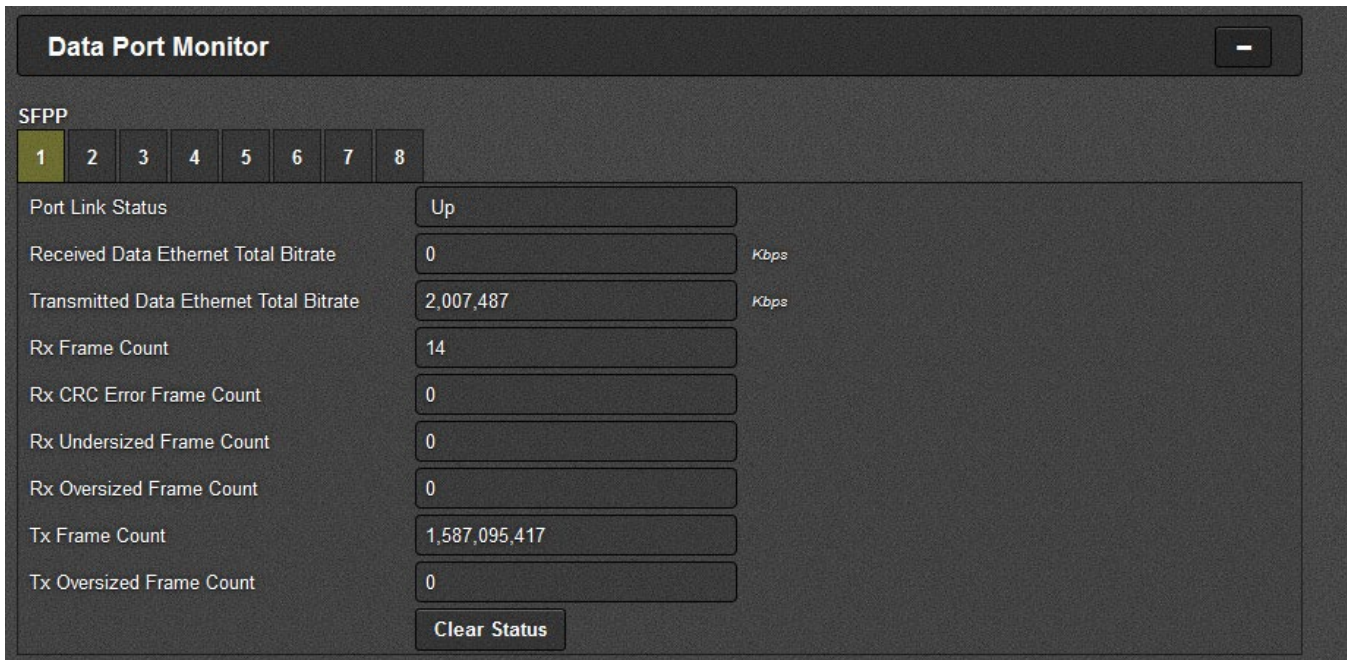 Data Port Monitor
SFPP
1 2 3 4 5 6 7 8
Port Link Status Up
Received Data Ethernet Total Bitrate 0 Kbps
Transmitted Data Ethernet Total Bitrate 2,007,487 Kbps
Rx Frame Count 14
Rx CRC Error Frame Count 0
Rx Undersized Frame Count 0
Rx Oversized Frame Count 0
Tx Frame Count 1,587,095,417
Tx Oversized Frame Count 0
Clear Status